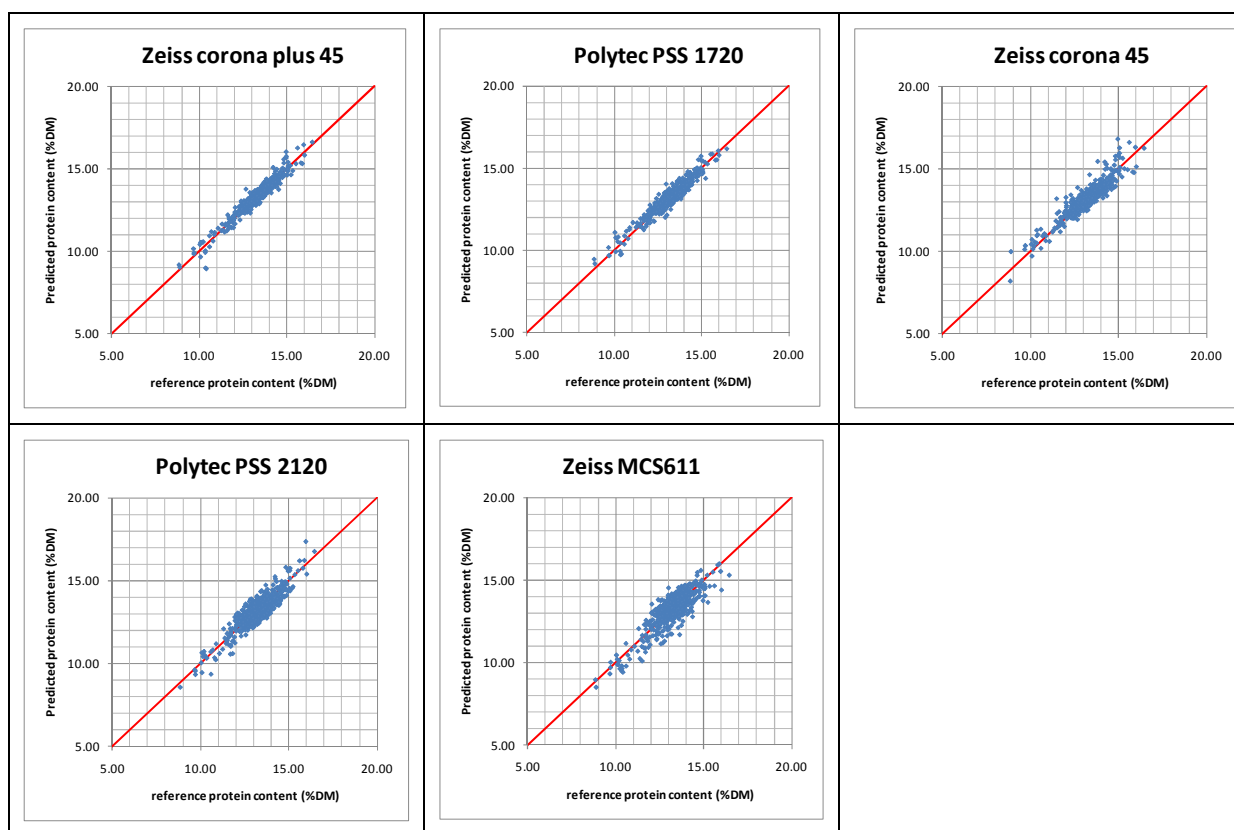 Zeiss corona plus 45
20.00
15.00
10.00
5.00
5.00 10.00 15.00 20.00
Predicted protein content (%DM)
reference protein content (%DM)
Polytec PSS 1720
20.00
15.00
10.00
5.00
5.00 10.00 15.00 20.00
Predicted protein content (%DM)
reference protein content (%DM)
Zeiss corona 45
20.00
15.00
10.00
5.00
5.00 10.00 15.00 20.00
Predicted protein content (%DM)
reference protein content (%DM)
Polytec PSS 2120
20.00
15.00
10.00
5.00
5.00 10.00 15.00 20.00
Predicted protein content (%DM)
reference protein content (%DM)
Zeiss MCS611
20.00
15.00
10.00
5.00
5.00 10.00 15.00 20.00
Predicted protein content (%DM)
reference protein content (%DM)